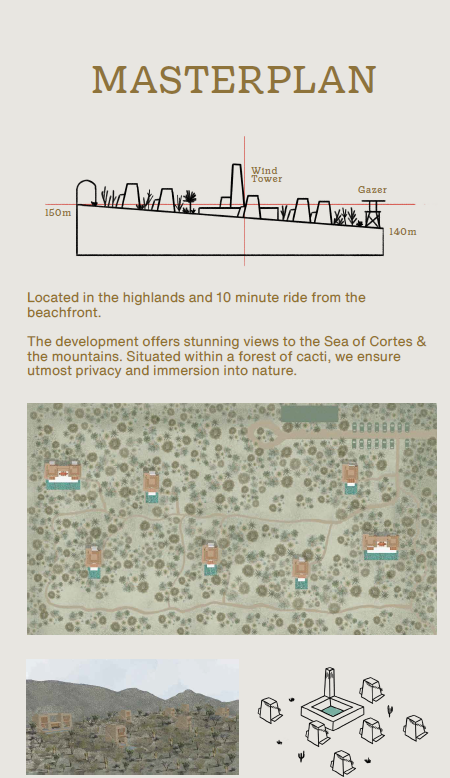 MASTERPLAN
Wind
Tower
Gazer
150m
140m
Located in the highlands and 10 minute ride from the
beachfront.
The development offers stunning views to the Sea of Cortes &
the mountains. Situated within a forest of cacti, we ensure
utmost privacy and immersion into nature.